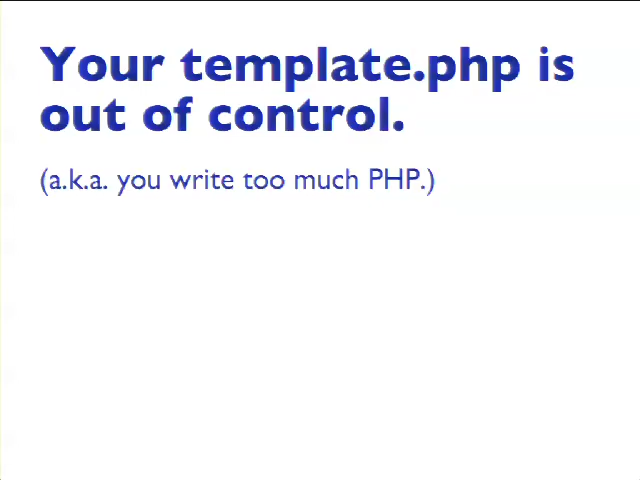 Your template.php is
out of control.
(a.k.a. you write too much PHP.)